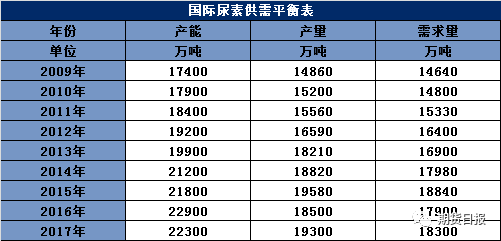 国际尿素供需平衡表
年份 产能 产量 需求量
单位 万吨 万吨 万吨
2009年 17400 14860 14640
2010年 17900 15200 14800
2011年 18400 15560 15330
2012年 19200 16590 16400
2013年 19900 18210 16900
2014年 21200 18820 17980
2015年 21800 19580 18840
2016年 22900 18500 17900
2017年 22300 19300 18300
期货日报